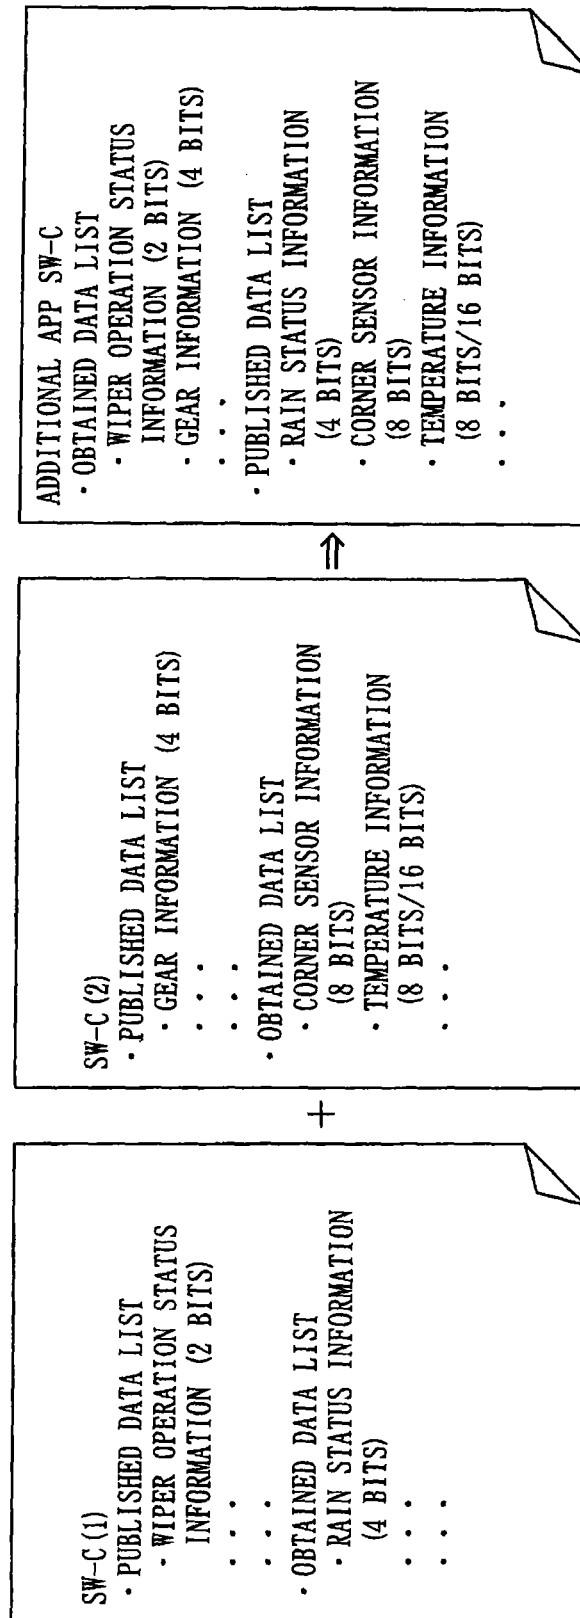 SW-C(1)
・PUBLISHED DATA LIST
・WIPER OPERATION STATUS
INFORMATION (2 BITS)
・・・
・・・
・OBTAINED DATA LIST
・RAIN STATUS INFORMATION
(4 BITS)
・・・
・・・
+
SW-C(2)
・PUBLISHED DATA LIST
・GEAR INFORMATION (4 BITS)
・・・
・・・
・OBTAINED DATA LIST
・CORNER SENSOR INFORMATION
(8 BITS)
・TEMPERATURE INFORMATION
(8 BITS/16 BITS)
・・・
⇒
ADDITIONAL APP SW-C
・OBTAINED DATA LIST
・WIPER OPERATION STATUS
INFORMATION (2 BITS)
・GEAR INFORMATION (4 BITS)
・・・
・PUBLISHED DATA LIST
・RAIN STATUS INFORMATION
(4 BITS)
・CORNER SENSOR INFORMATION
(8 BITS)
・TEMPERATURE INFORMATION
(8 BITS/16 BITS)
・・・